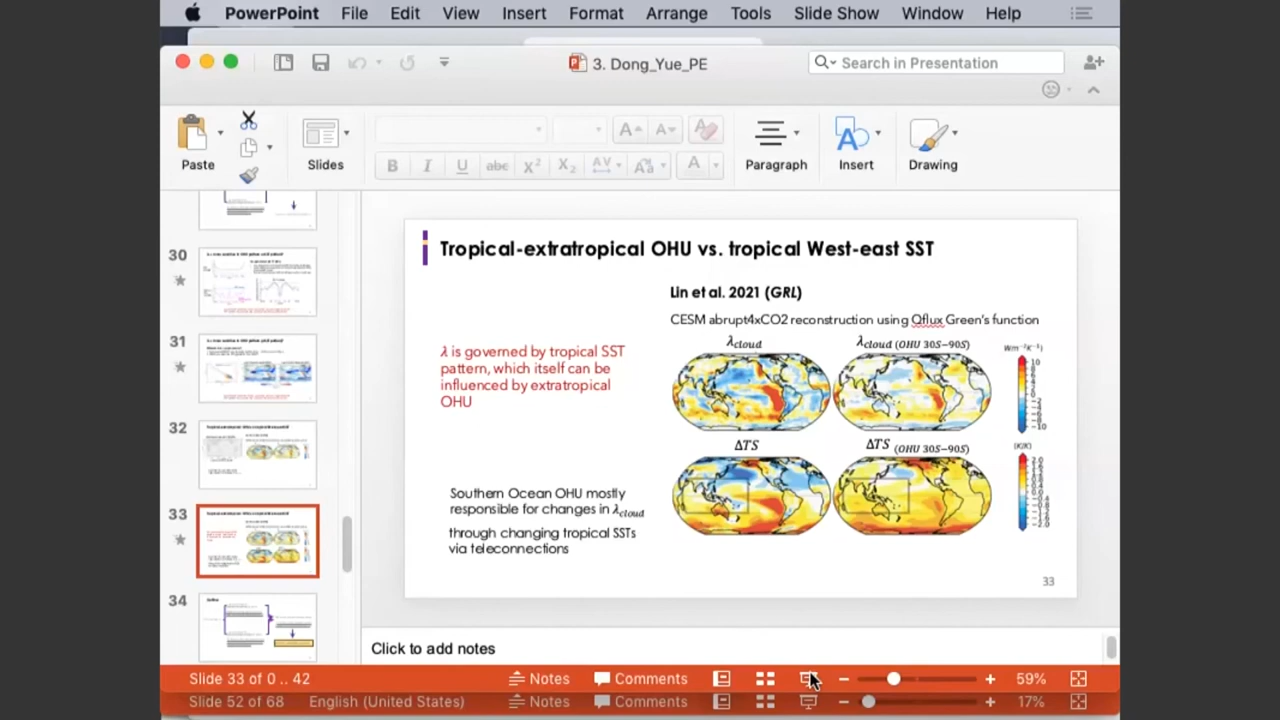 PowerPoint File Edit View Insert Format Arrange Tools Slide Show Window Help
3. Dong_Yue_PE
Search in Presentation
Paste
Slides
Paragraph
Insert
Drawing
30
31
32
33
34
Tropical-extratropical OHU vs. tropical West-east SST
Lin et al. 2021 (GRL)
CESM abrupt4xCO2 reconstruction using Qflux Green's function
λ is governed by tropical SST
pattern, which itself can be
influenced by extratropical
OHU
λcloud
λcloud (OHU 30S−90S)
Wm⁻²K⁻¹)
ΔTS
ΔTS (OHU 30S−90S)
(K/K)
Southern Ocean OHU mostly
responsible for changes in λcloud
through changing tropical SSTs
via teleconnections
33
Click to add notes
Slide 33 of 0 .. 42 Notes Comments 59%
Slide 52 of 68 English (United States) Notes Comments 17%